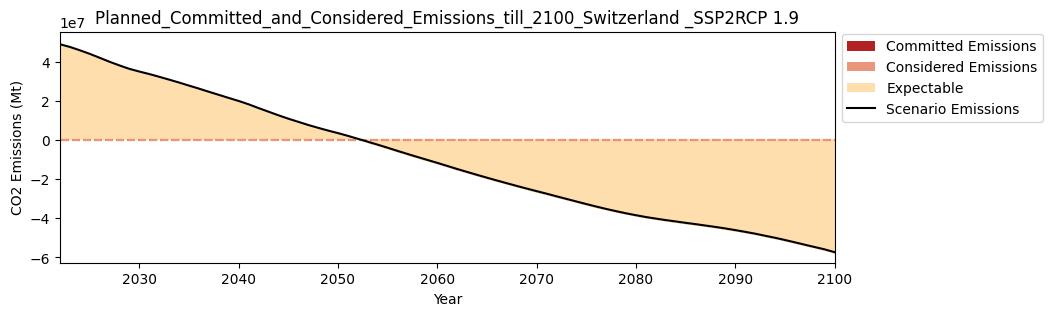 Planned_Committed_and_Considered_Emissions_till_2100_Switzerland _SSP2RCP 1.9
1e7
4
2
0
−2
−4
−6
CO2 Emissions (Mt)
2030 2040 2050 2060 2070 2080 2090 2100
Year
Committed Emissions
Considered Emissions
Expectable
Scenario Emissions